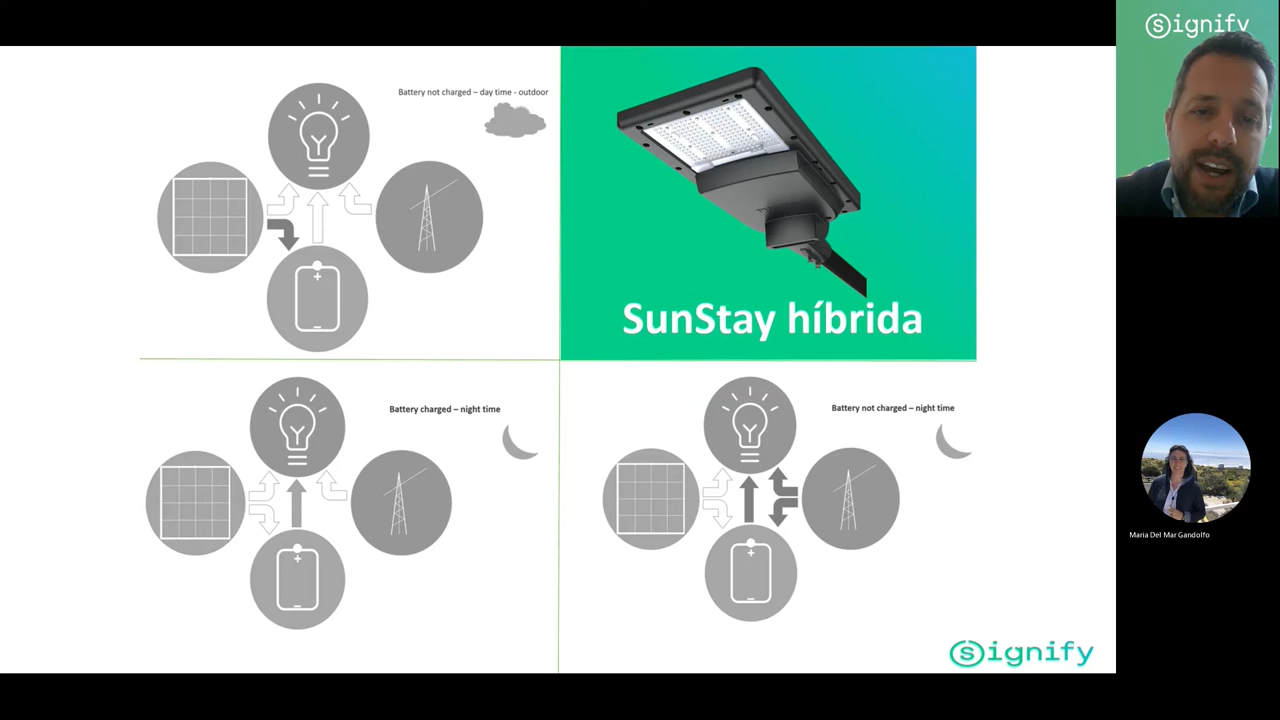 signify
Battery not charged – day time - outdoor
SunStay híbrida
Battery charged – night time
Battery not charged – night time
Maria Del Mar Gandolfo
signify